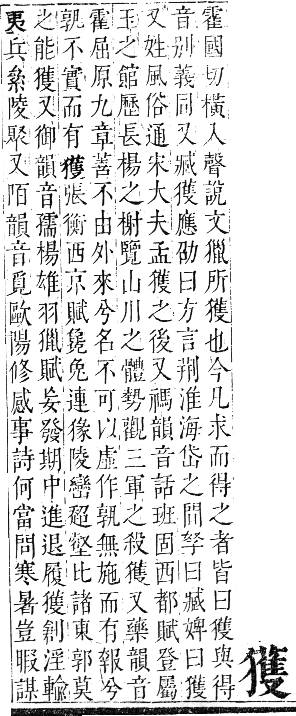 獲
霍國切橫入聲說文獵所獲也今凡求而得之者皆曰獲與得
音別義同又臧獲應劭曰方言荆淮海岱之間孥曰臧婢曰獲
又姓風俗通宋大夫孟獲之後又禡韻音話班固西都賦登屬
玉之館歷長楊之榭覽山川之體勢觀三軍之殺獲又藥韻音
霍屈原九章善不由外來兮名不可以虛作孰無施而有報兮
孰不實而有獲張衡西京賦毚兔連猭陵巒超壑比諸東郭莫
之能獲又御韻音孺楊雄羽獵賦妄發期中進退履獲創淫輪
夷兵絫陵聚又陌韻音覓歐陽修感事詩何當問寒暑豈暇謀